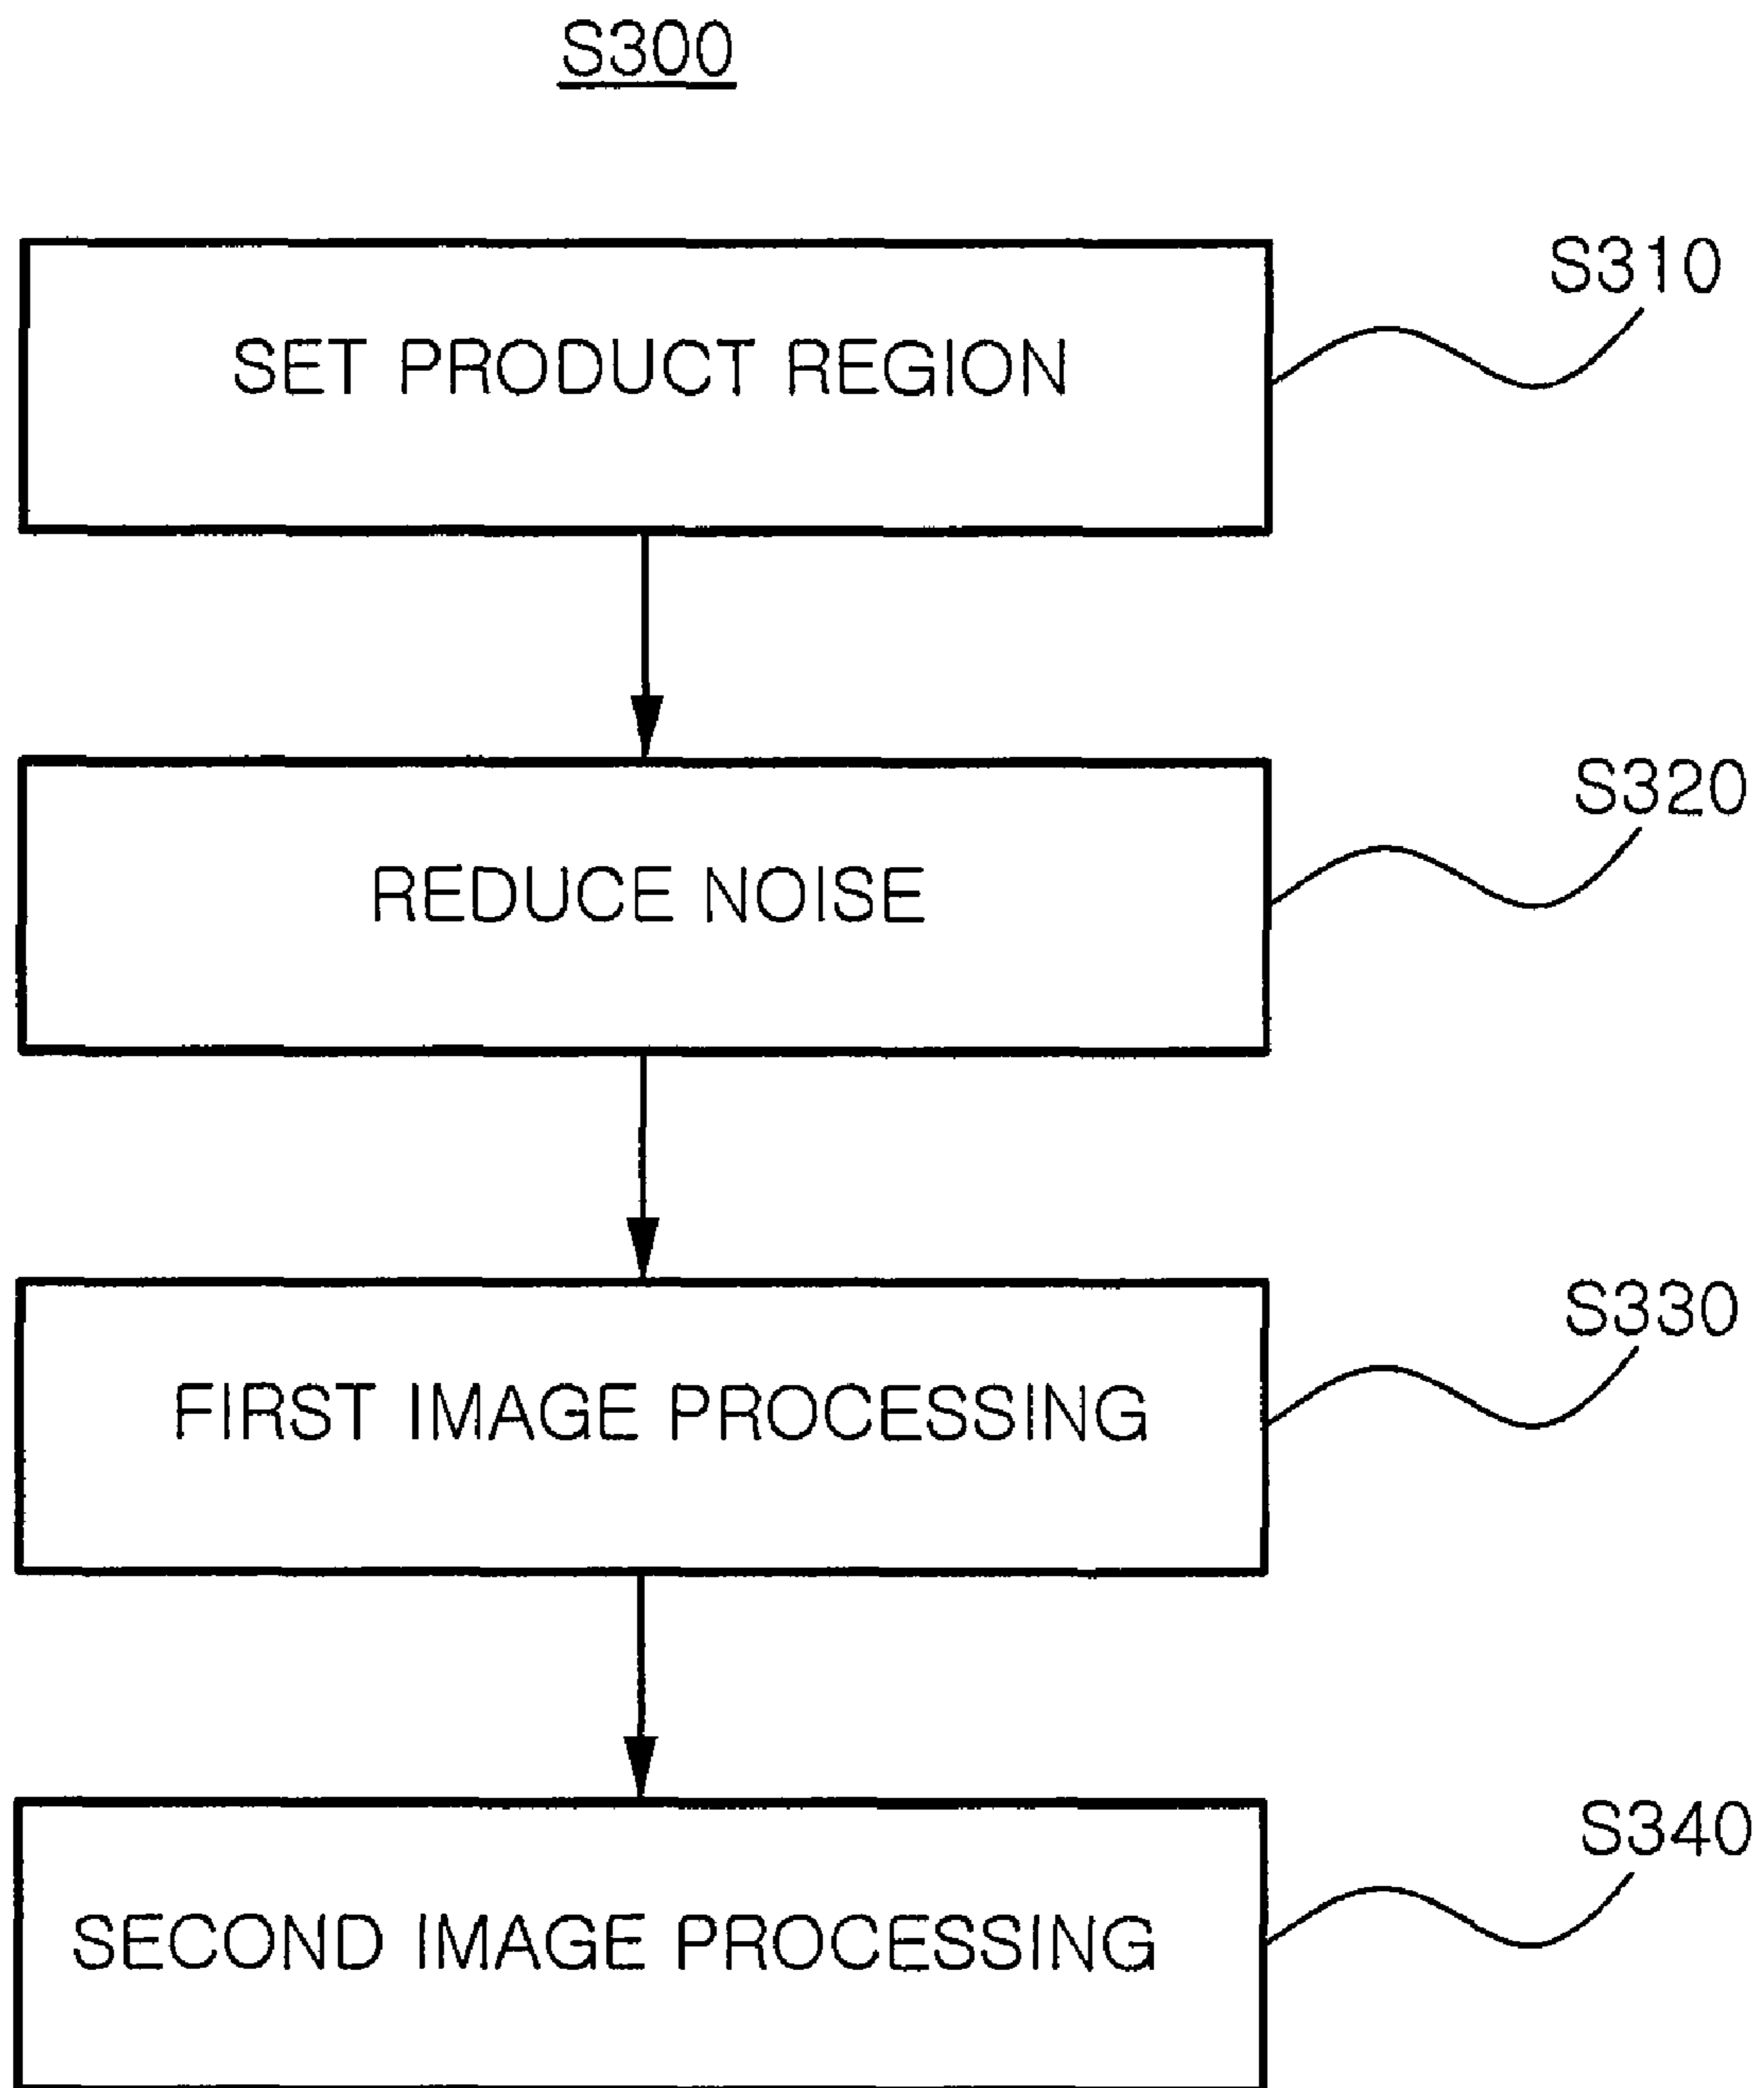 S300
S310
SET PRODUCT REGION
S320
REDUCE NOISE
S330
FIRST IMAGE PROCESSING
S340
SECOND IMAGE PROCESSING